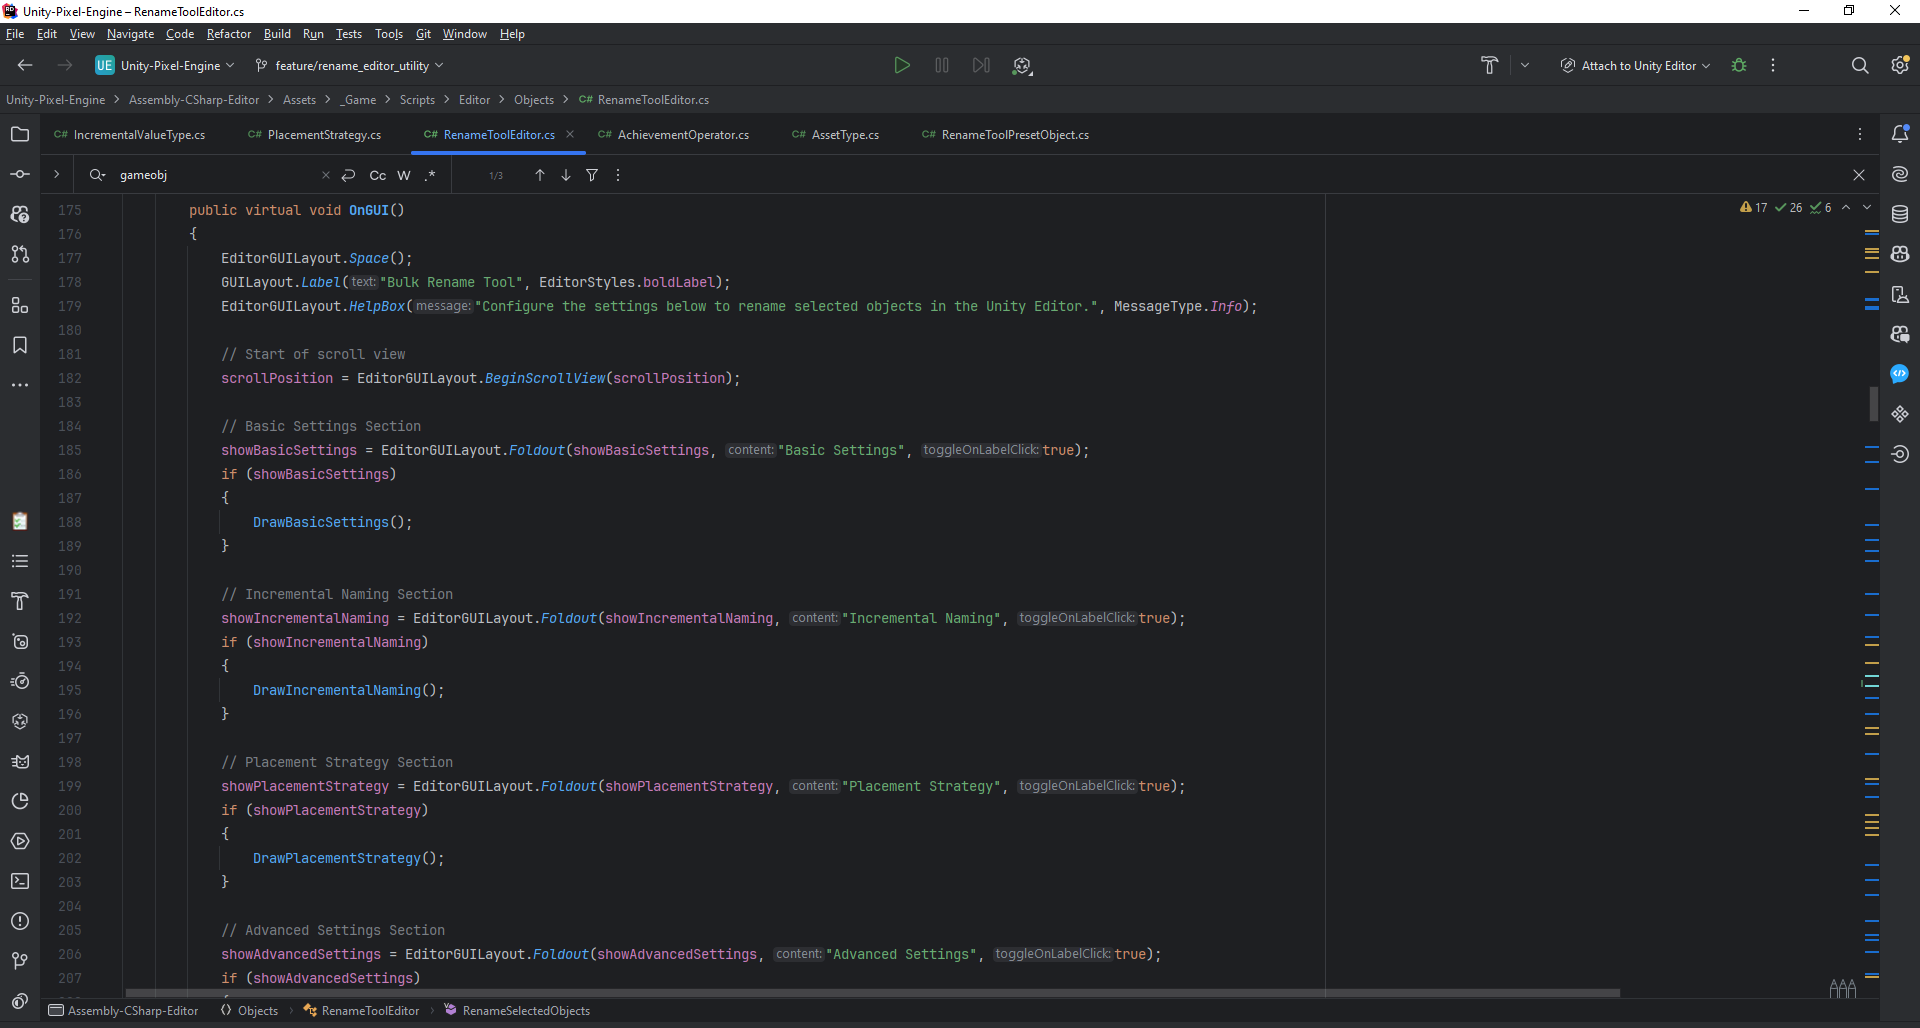 Unity-Pixel-Engine – RenameToolEditor.cs
File Edit View Navigate Code Refactor Build Run Tests Tools Git Window Help
UE Unity-Pixel-Engine feature/rename_editor_utility Attach to Unity Editor
Unity-Pixel-Engine > Assembly-CSharp-Editor > Assets > _Game > Scripts > Editor > Objects > C# RenameToolEditor.cs
C# IncrementalValueType.cs C# PlacementStrategy.cs C# RenameToolEditor.cs C# AchievementOperator.cs C# AssetType.cs C# RenameToolPresetObject.cs
gameobj Cc W .* 1/3
17 26 6
175 public virtual void OnGUI()
176 {
177 EditorGUILayout.Space();
178 GUILayout.Label(text:"Bulk Rename Tool", EditorStyles.boldLabel);
179 EditorGUILayout.HelpBox(message:"Configure the settings below to rename selected objects in the Unity Editor.", MessageType.Info);
180
181 // Start of scroll view
182 scrollPosition = EditorGUILayout.BeginScrollView(scrollPosition);
183
184 // Basic Settings Section
185 showBasicSettings = EditorGUILayout.Foldout(showBasicSettings, content:"Basic Settings", toggleOnLabelClick:true);
186 if (showBasicSettings)
187 {
188 DrawBasicSettings();
189 }
190
191 // Incremental Naming Section
192 showIncrementalNaming = EditorGUILayout.Foldout(showIncrementalNaming, content:"Incremental Naming", toggleOnLabelClick:true);
193 if (showIncrementalNaming)
194 {
195 DrawIncrementalNaming();
196 }
197
198 // Placement Strategy Section
199 showPlacementStrategy = EditorGUILayout.Foldout(showPlacementStrategy, content:"Placement Strategy", toggleOnLabelClick:true);
200 if (showPlacementStrategy)
201 {
202 DrawPlacementStrategy();
203 }
204
205 // Advanced Settings Section
206 showAdvancedSettings = EditorGUILayout.Foldout(showAdvancedSettings, content:"Advanced Settings", toggleOnLabelClick:true);
207 if (showAdvancedSettings)
Assembly-CSharp-Editor Objects > RenameToolEditor > RenameSelectedObjects